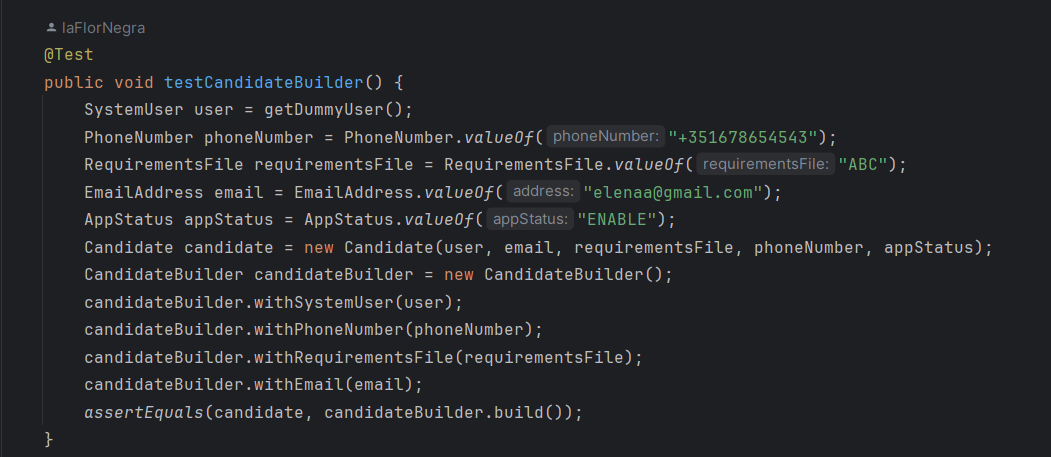 laFlorNegra
@Test
public void testCandidateBuilder() {
    SystemUser user = getDummyUser();
    PhoneNumber phoneNumber = PhoneNumber.valueOf( phoneNumber: "+351678654543");
    RequirementsFile requirementsFile = RequirementsFile.valueOf( requirementsFile: "ABC");
    EmailAddress email = EmailAddress.valueOf( address: "elenaa@gmail.com");
    AppStatus appStatus = AppStatus.valueOf( appStatus: "ENABLE");
    Candidate candidate = new Candidate(user, email, requirementsFile, phoneNumber, appStatus);
    CandidateBuilder candidateBuilder = new CandidateBuilder();
    candidateBuilder.withSystemUser(user);
    candidateBuilder.withPhoneNumber(phoneNumber);
    candidateBuilder.withRequirementsFile(requirementsFile);
    candidateBuilder.withEmail(email);
    assertEquals(candidate, candidateBuilder.build());
}